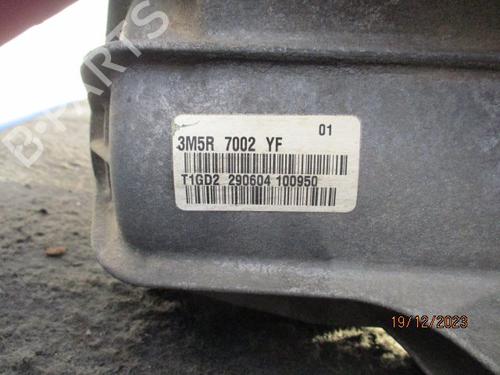 B-PARTS
01
3M5R 7002 YF
T1GD2 290604 100950
19/12/2023